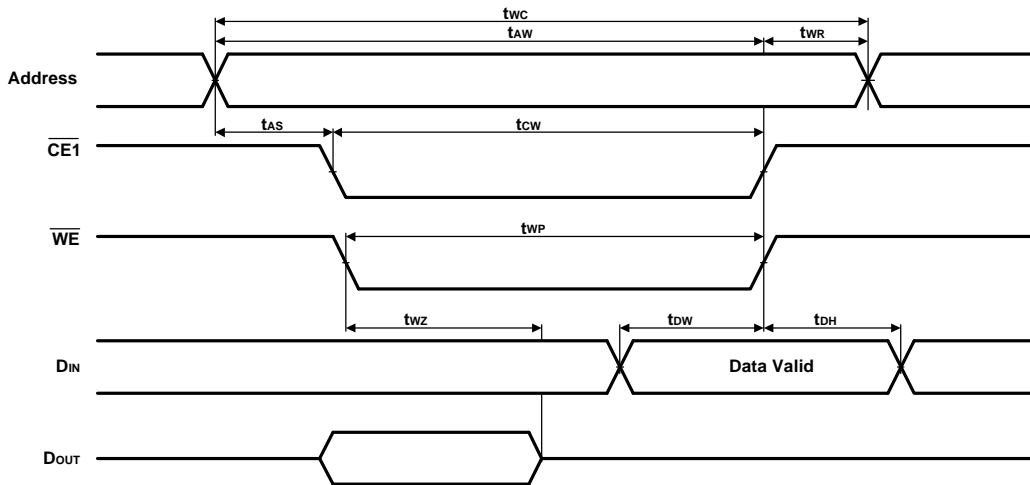 tWC
tAW tWR
Address
tAS tCW
CE1
tWP
WE
tWZ tDW tDH
DIN Data Valid
DOUT